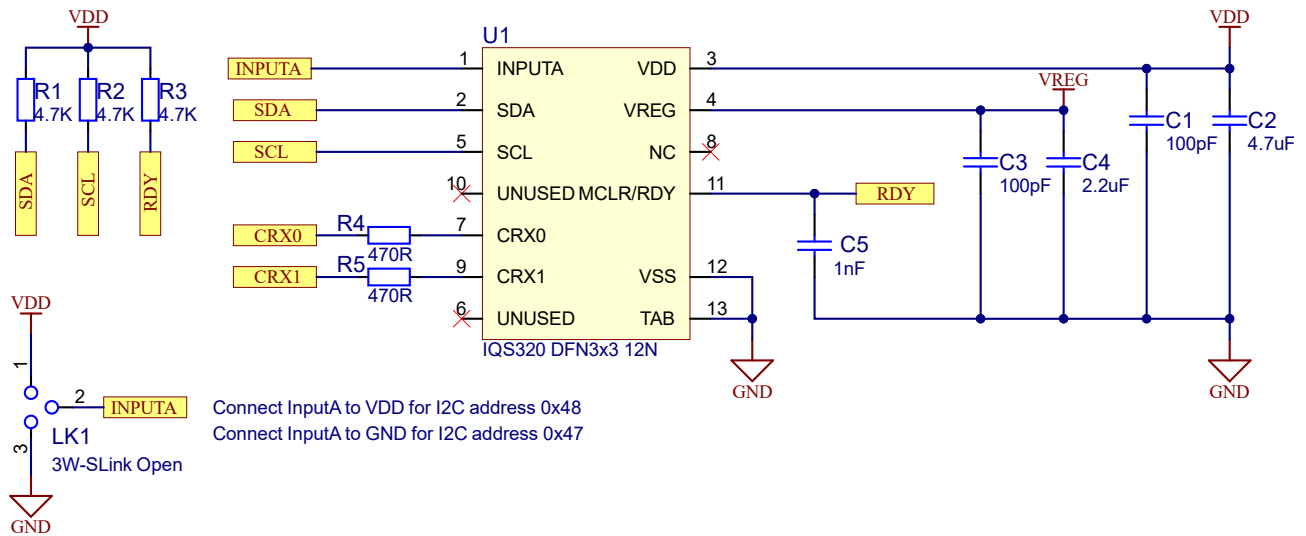 VDD
R1
4.7K
R2
4.7K
R3
4.7K
SDA
SCL
RDY
U1
INPUTA
1
INPUTA
SDA
2
SDA
SCL
5
SCL
10
UNUSED
CRX0
R4
470R
7
CRX0
CRX1
R5
470R
9
CRX1
6
UNUSED
VDD
3
VREG
4
NC
8
MCLR/RDY
11
RDY
VSS
12
TAB
13
IQS320 DFN3x3 12N
GND
C5
1nF
VREG
C3
100pF
C4
2.2uF
VDD
C1
100pF
C2
4.7uF
GND
VDD
1
2
INPUTA
3
LK1
3W-SLink Open
GND
Connect InputA to VDD for I2C address 0x48
Connect InputA to GND for I2C address 0x47